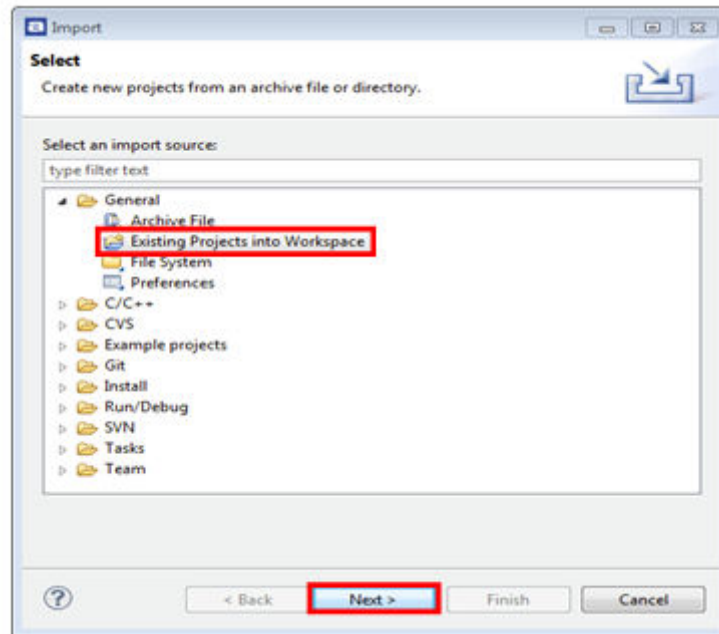 Import
Select
Create new projects from an archive file or directory.
Select an import source:
type filter text
General
Archive File
Existing Projects into Workspace
File System
Preferences
C/C++
CVS
Example projects
Git
Install
Run/Debug
SVN
Tasks
Team
? < Back Next > Finish Cancel